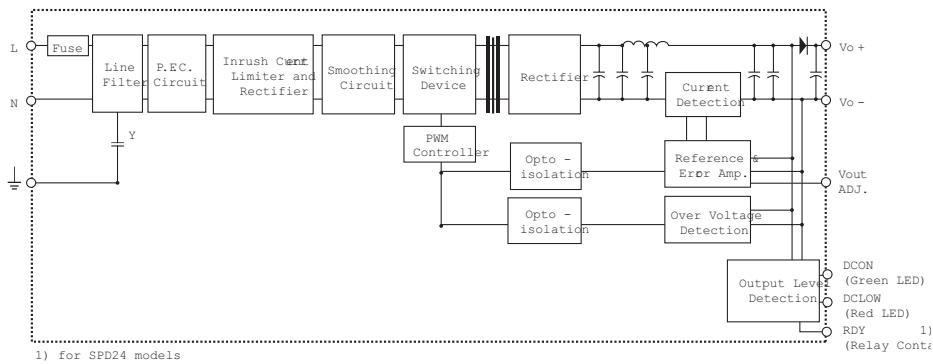 L
Fuse
Line
Filter
P.E.C.
Circuit
Inrush Current
Limiter and
Rectifier
Smoothing
Circuit
Switching
Device
Rectifier
Vo +
N
Current
Detection
Vo -
Y
PWM
Controller
Opto -
isolation
Reference &
Error Amp.
Vout
ADJ.
Opto -
isolation
Over Voltage
Detection
Output Level
Detection
DCON
(Green LED)
DCLOW
(Red LED)
RDY 1)
(Relay Conta
1) for SPD24 models